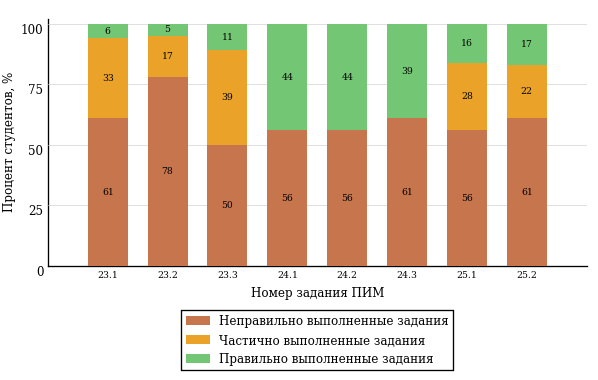 Процент студентов, %
100
75
50
25
0
6 5 11 44 44 39 16 17
33 17 39 28 22
61 78 50 56 56 61 56 61
23.1 23.2 23.3 24.1 24.2 24.3 25.1 25.2
Номер задания ПИМ
Неправильно выполненные задания
Частично выполненные задания
Правильно выполненные задания